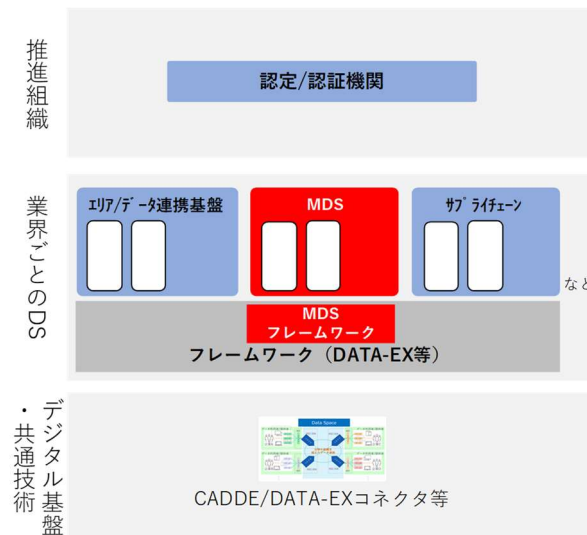 推進組織
認定/認証機関
業界ごとのDS
エリア/データ連携基盤
MDS
サプライチェーン
など
MDS
フレームワーク
フレームワーク（DATA-EX等）
デジタル基盤
・共通技術
Data Space
CADDE/DATA-EXコネクタ等